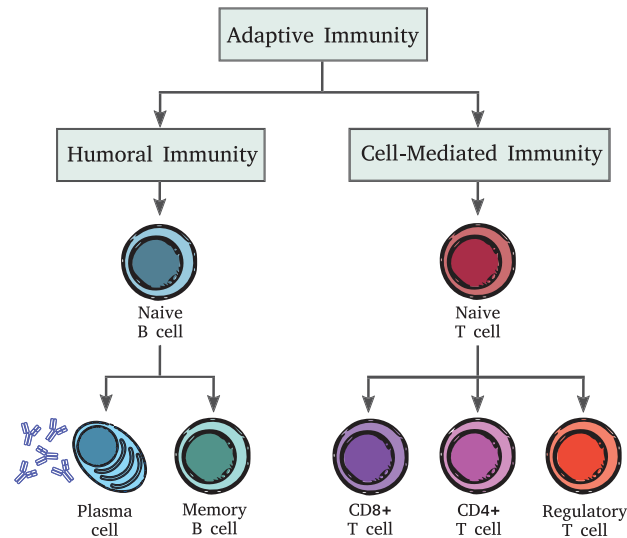 Adaptive Immunity
Humoral Immunity
Cell-Mediated Immunity
Naive
B cell
Naive
T cell
Plasma
cell
Memory
B cell
CD8+
T cell
CD4+
T cell
Regulatory
T cell